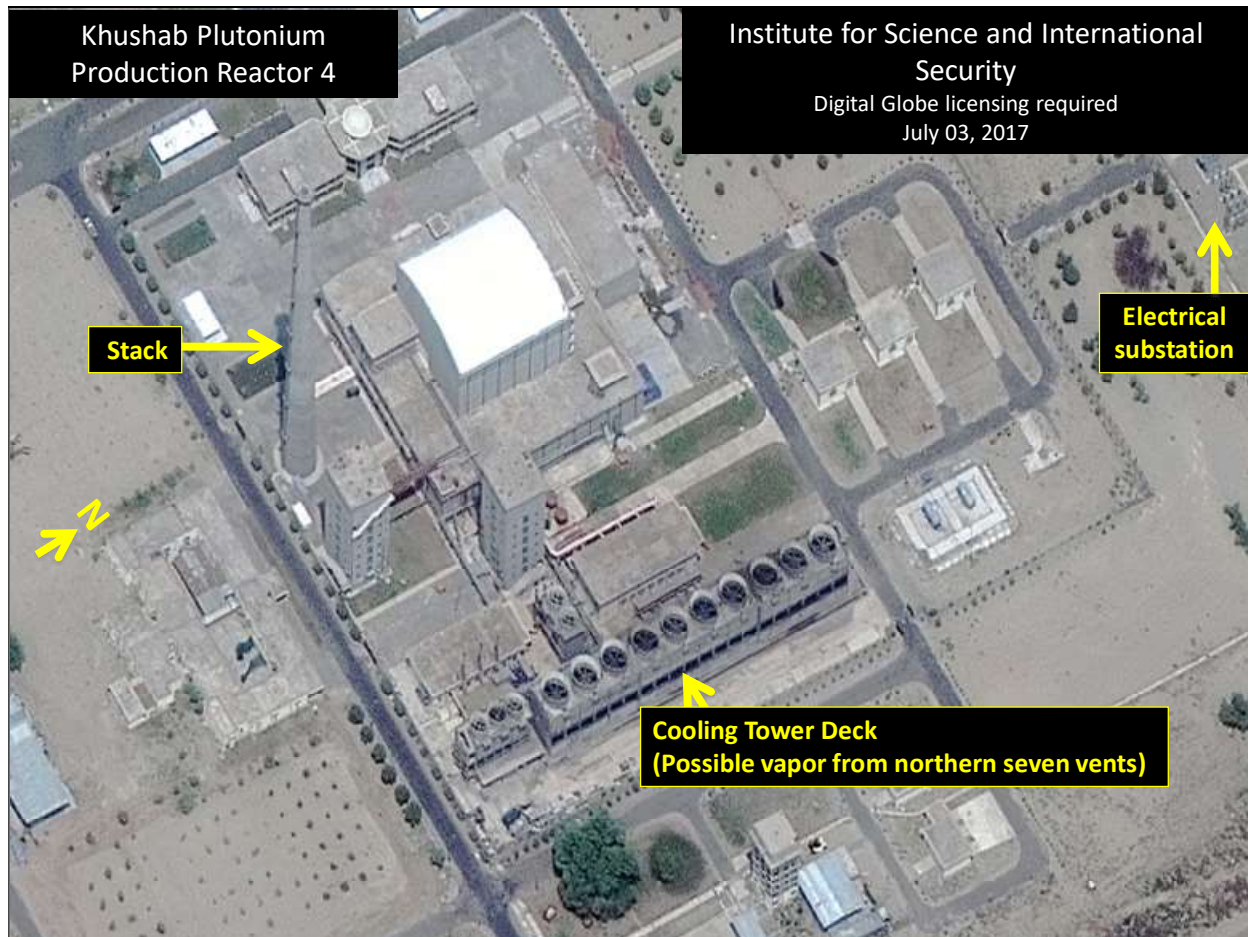 Khushab Plutonium
Production Reactor 4
Institute for Science and International
Security
Digital Globe licensing required
July 03, 2017
Stack
Electrical
substation
N
Cooling Tower Deck
(Possible vapor from northern seven vents)